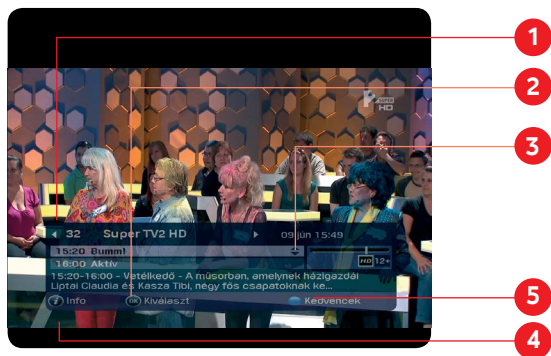 1
2
SUPER
HD
3
32 Super TV2 HD 09 jún 15:49
15:20 Bumm!
16:00 Aktív
HD 12+
15:20-16:00 - Vetélkedő - A műsorban, amelynek házigazdái
Liptai Claudia és Kasza Tibi, négy fős csapatoknak ke...
i Info OK Kiválaszt Kedvencek
5
4